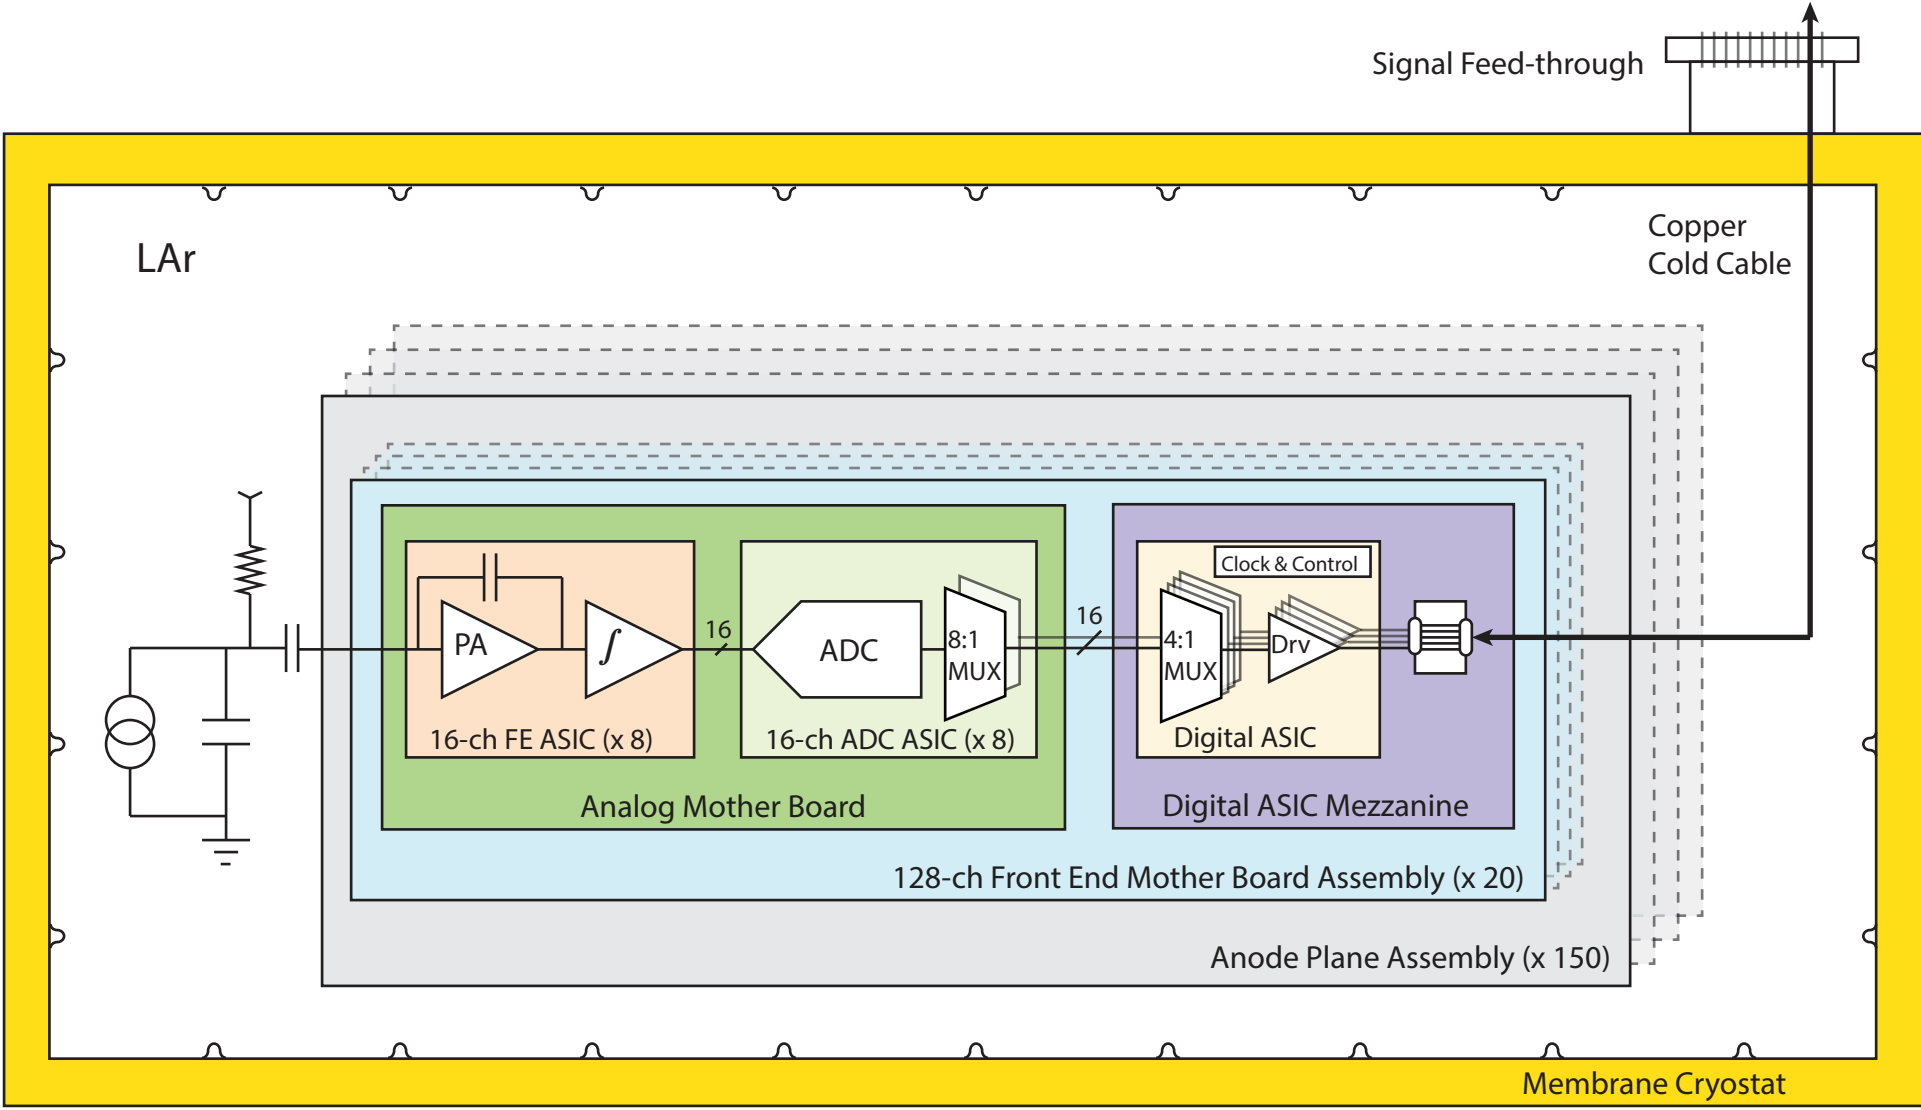 Signal Feed-through
Copper
Cold Cable
LAr
Clock & Control
PA
∫
16
ADC
8:1
MUX
16
4:1
MUX
Drv
16-ch FE ASIC (x 8)
16-ch ADC ASIC (x 8)
Digital ASIC
Analog Mother Board
Digital ASIC Mezzanine
128-ch Front End Mother Board Assembly (x 20)
Anode Plane Assembly (x 150)
Membrane Cryostat